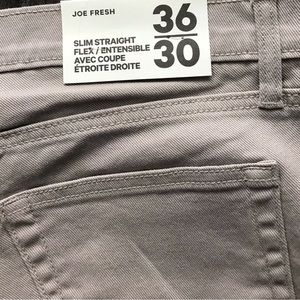 JOE FRESH
36
30
SLIM STRAIGHT
FLEX / ENTENSIBLE
AVEC COUPE
ÉTROITE DROITE